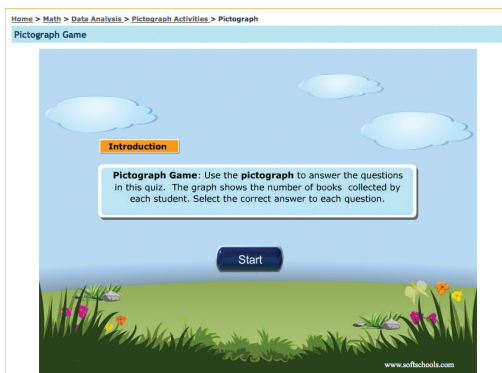 Home > Math > Data Analysis > Pictograph Activities > Pictograph
Pictograph Game
Introduction
Pictograph Game: Use the pictograph to answer the questions
in this quiz. The graph shows the number of books collected by
each student. Select the correct answer to each question.
Start
www.softschools.com